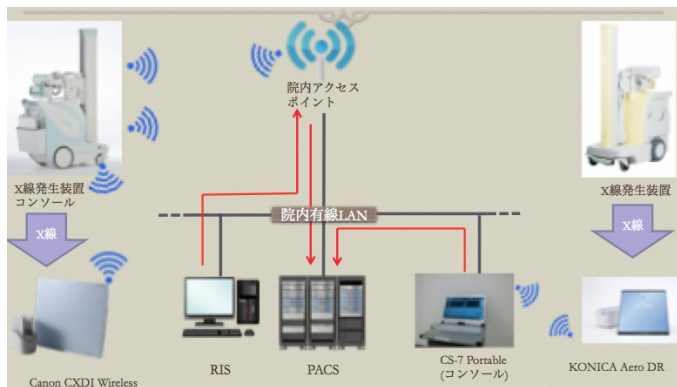 院内アクセス
ポイント
X線発生装置
コンソール
X線発生装置
院内有線LAN
X線
X線
RIS
PACS
CS-7 Portable
(コンソール)
KONICA Aero DR
Canon CXDI Wireless